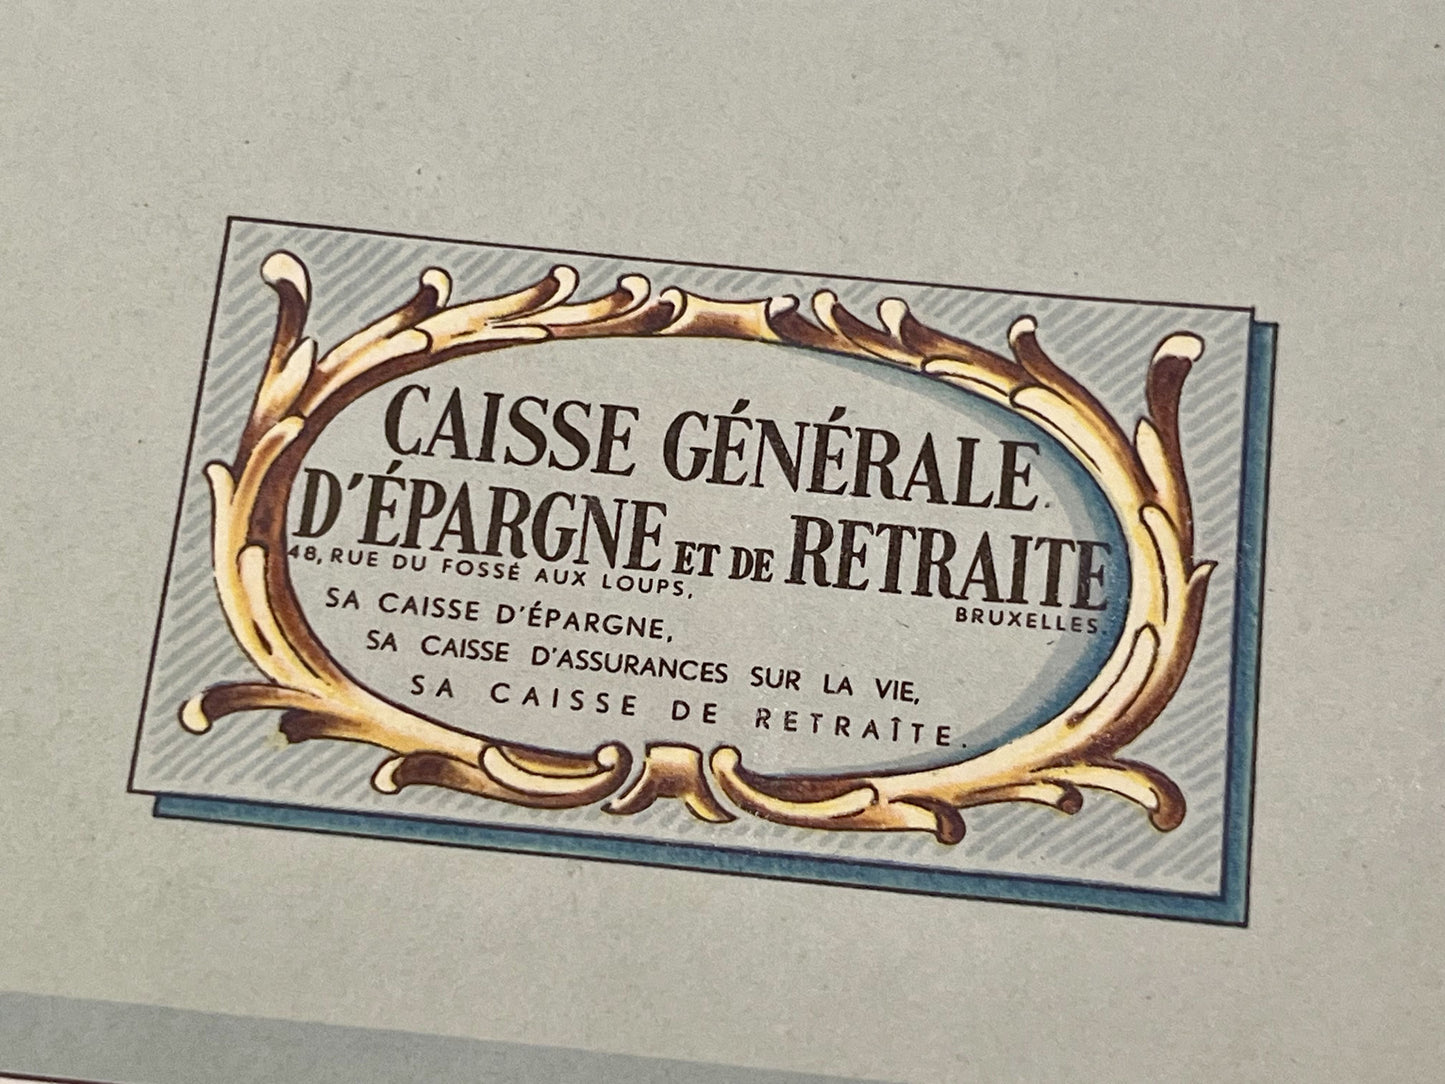 CAISSE GÉNÉRALE
D'ÉPARGNE ET DE RETRAITE
48, RUE DU FOSSÉ AUX LOUPS, BRUXELLES.
SA CAISSE D'ÉPARGNE,
SA CAISSE D'ASSURANCES SUR LA VIE,
SA CAISSE DE RETRAÎTE.